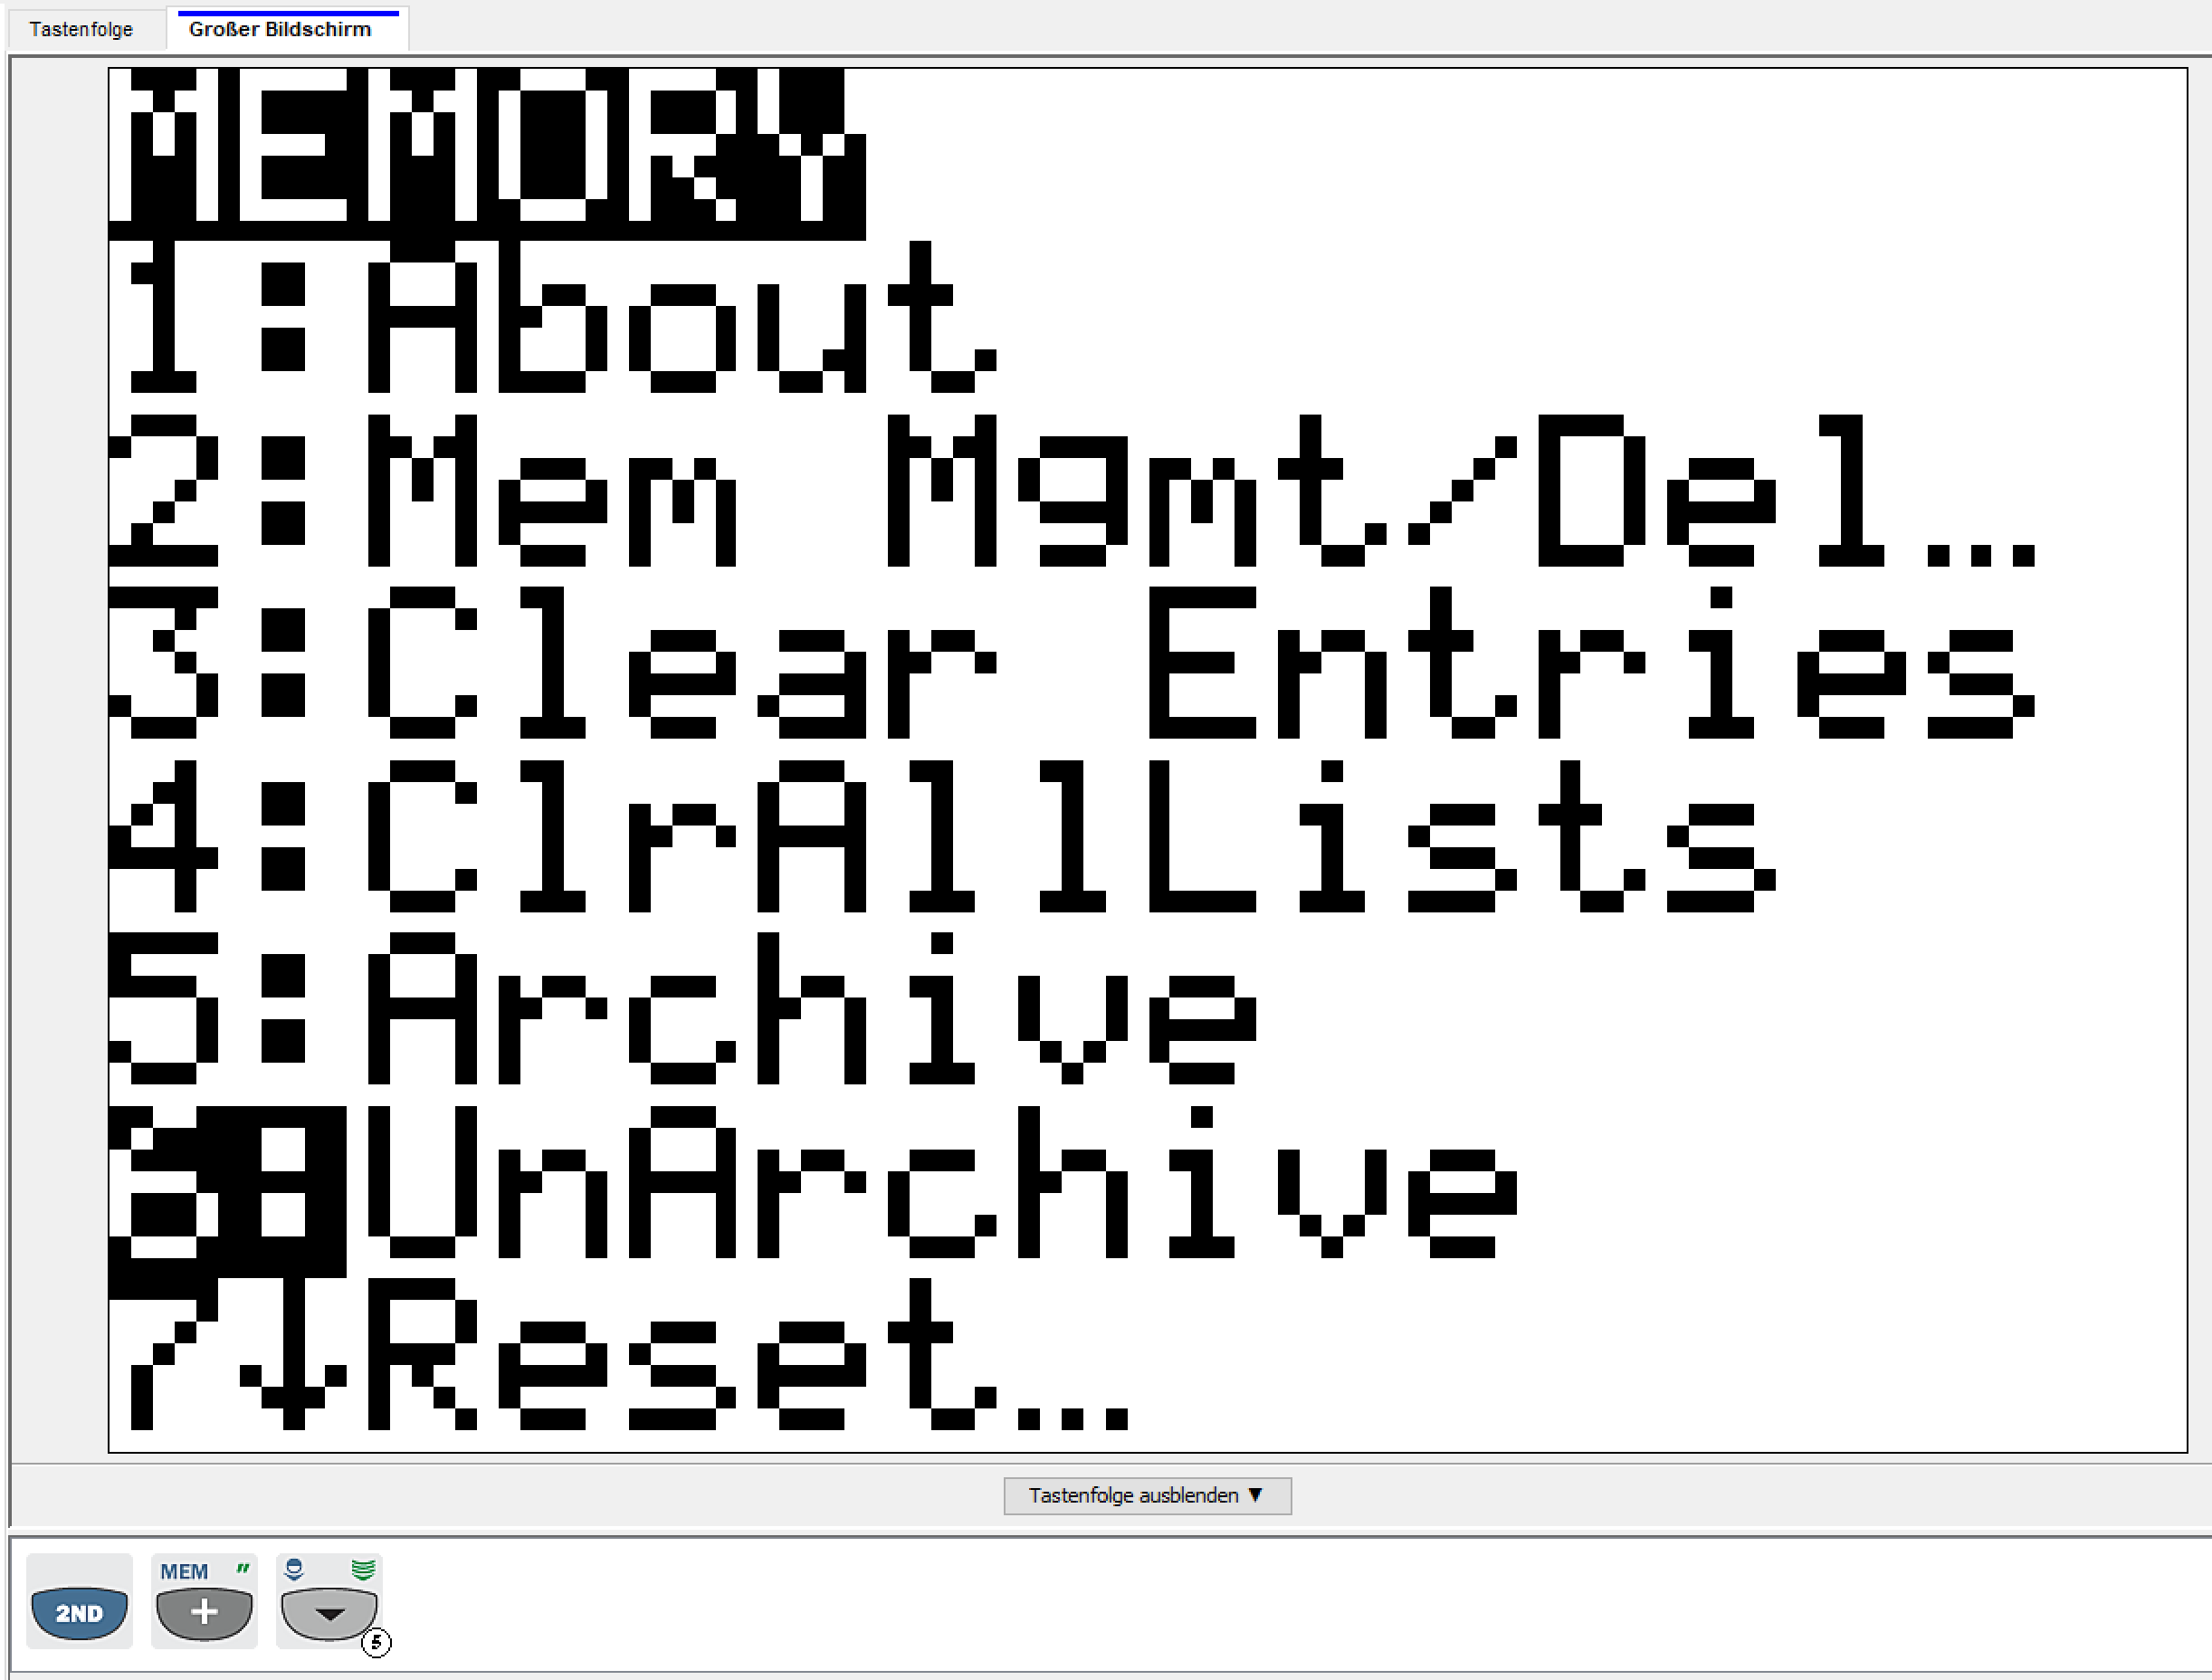 Tastenfolge
Großer Bildschirm
MEMORY
1:About
2:Mem Mgmt/Del...
3:Clear Entries
4:ClrAllLists
5:Archive
6:UnArchive
7↓Reset...
Tastenfolge ausblenden ▼
MEM "
2ND + 
5